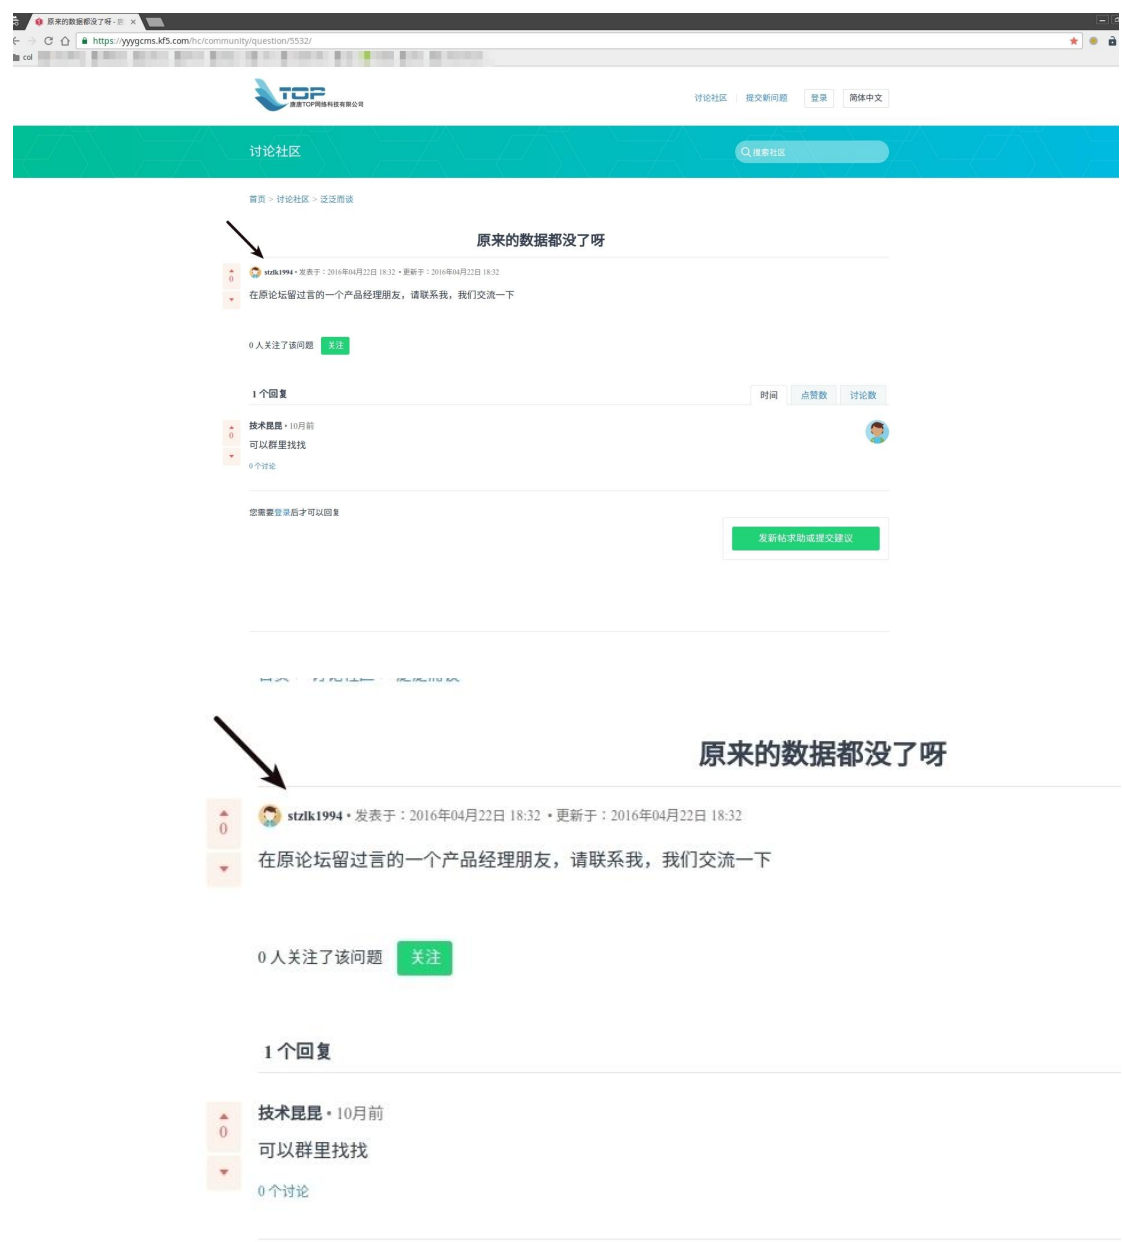 原来的数据都没了呀 -
https://yyygcms.kf5.com/hc/community/question/5532/
col
TOP
唐唐TOP网络科技有限公司
讨论社区 提交新问题 登录 简体中文
讨论社区
搜索社区
首页 > 讨论社区 > 泛泛而谈
原来的数据都没了呀
0
stzlk1994 • 发表于：2016年04月22日 18:32 • 更新于：2016年04月22日 18:32
在原论坛留过言的一个产品经理朋友，请联系我，我们交流一下
0 人关注了该问题 关注
1 个回复
时间 点赞数 讨论数
0
技术昆昆 • 10月前
可以群里找找
0 个讨论
您需要登录后才可以回复
发新帖求助或提交建议
首页 > 讨论社区 > 泛泛而谈
原来的数据都没了呀
0
stzlk1994 • 发表于：2016年04月22日 18:32 • 更新于：2016年04月22日 18:32
在原论坛留过言的一个产品经理朋友，请联系我，我们交流一下
0 人关注了该问题 关注
1 个回复
0
技术昆昆 • 10月前
可以群里找找
0 个讨论